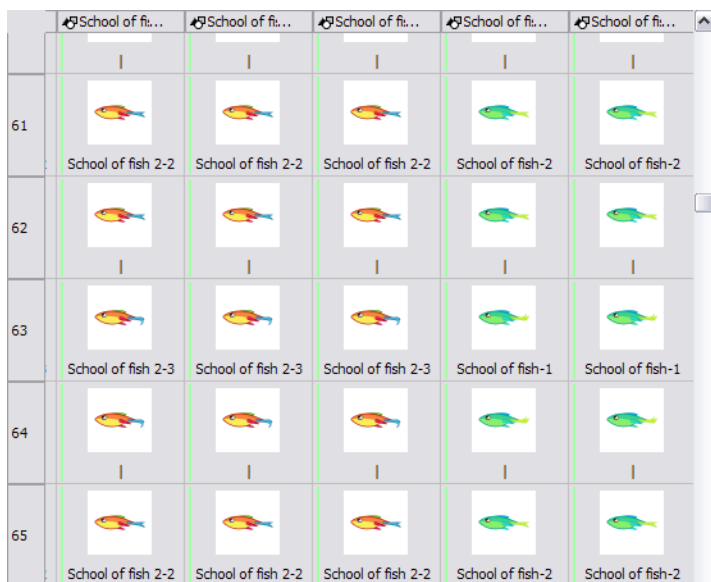 School of fi:... School of fi:... School of fi:... School of fi:... School of fi:...
61
School of fish 2-2 School of fish 2-2 School of fish 2-2 School of fish-2 School of fish-2
62
63
School of fish 2-3 School of fish 2-3 School of fish 2-3 School of fish-1 School of fish-1
64
65
School of fish 2-2 School of fish 2-2 School of fish 2-2 School of fish-2 School of fish-2